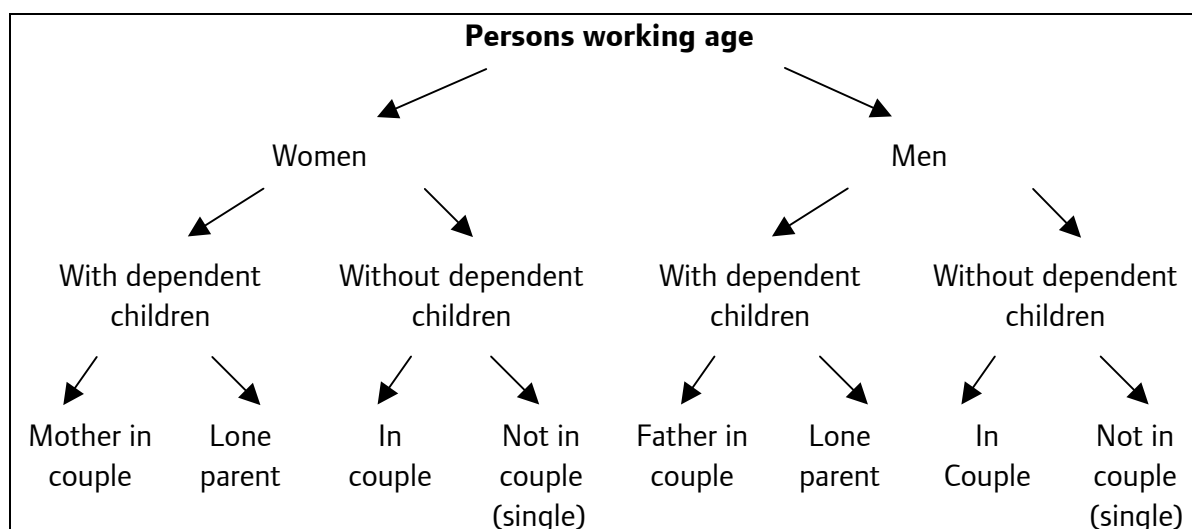 Persons working age
Women Men
With dependent Without dependent With dependent Without dependent
children children children children
Mother in Lone In Not in Father in Lone In Not in
couple parent couple couple couple parent Couple couple
(single) (single)